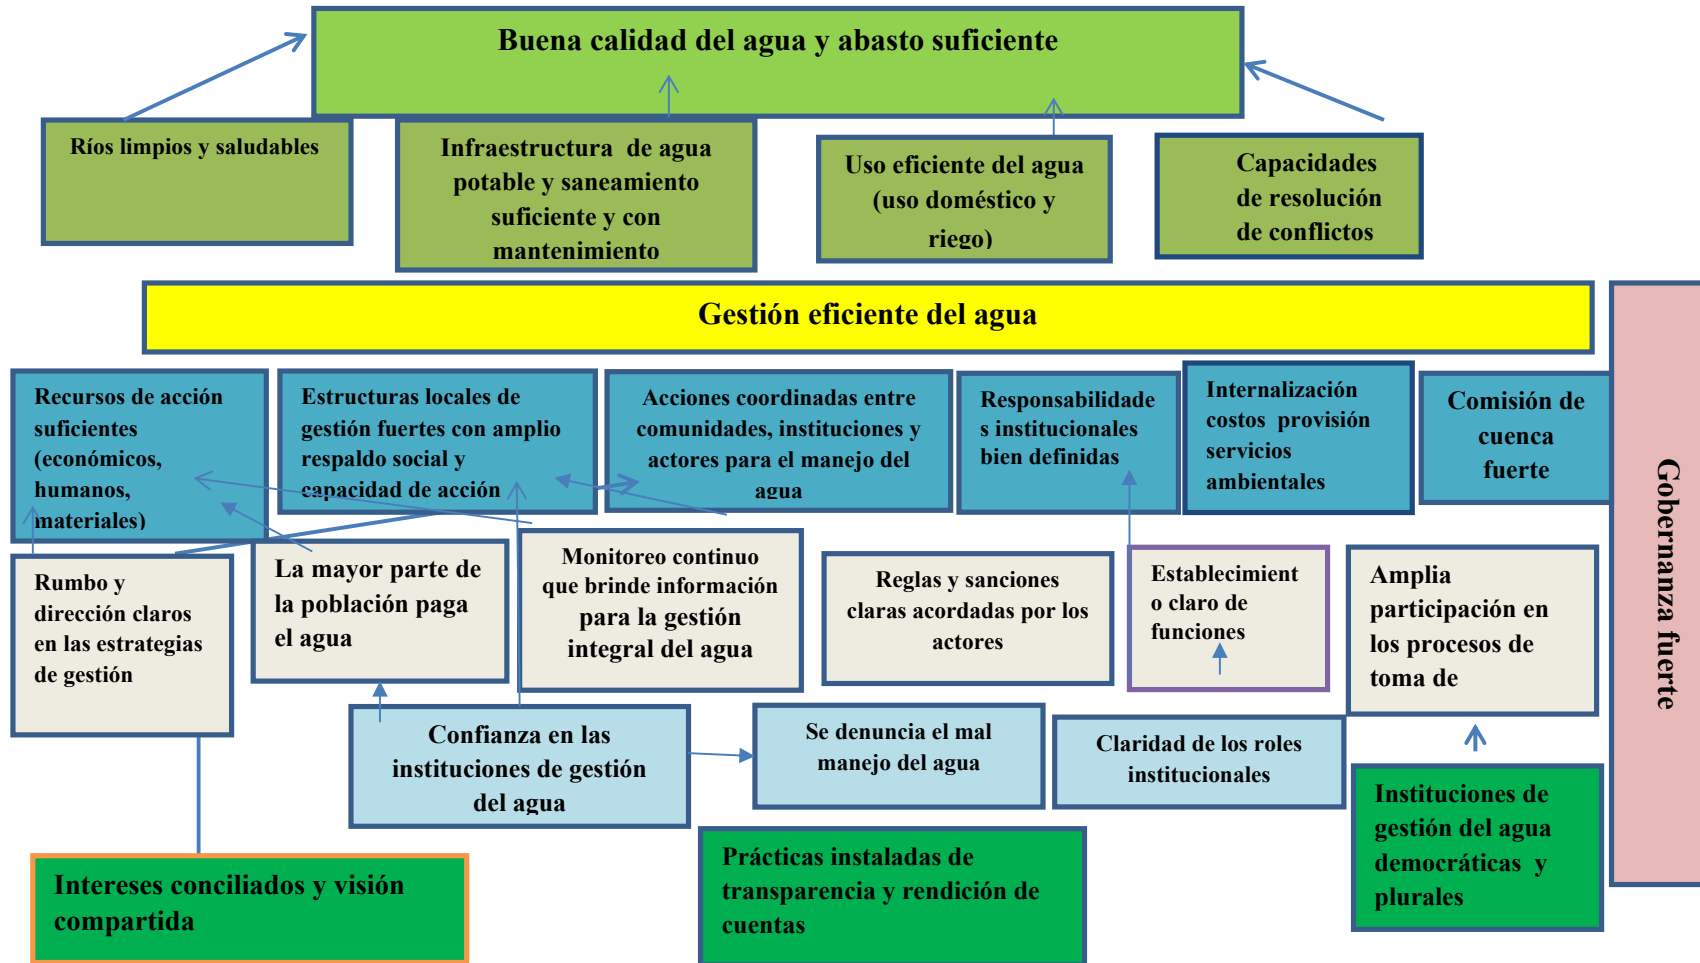 Buena calidad del agua y abasto suficiente
Ríos limpios y saludables
Infraestructura de agua
potable y saneamiento
suficiente y con
mantenimiento
Uso eficiente del agua
(uso doméstico y
riego)
Capacidades
de resolución
de conflictos
Gestión eficiente del agua
Gobernanza fuerte
Recursos de acción
suficientes
(económicos,
humanos,
materiales)
Estructuras locales de
gestión fuertes con amplio
respaldo social y
capacidad de acción
Acciones coordinadas entre
comunidades, instituciones y
actores para el manejo del
agua
Responsabilidade
s institucionales
bien definidas
Internalización
costos provisión
servicios
ambientales
Comisión de
cuenca
fuerte
Rumbo y
dirección claros
en las estrategias
de gestión
La mayor parte de
la población paga
el agua
Monitoreo continuo
que brinde información
para la gestión
integral del agua
Reglas y sanciones
claras acordadas por los
actores
Establecimient
o claro de
funciones
Amplia
participación en
los procesos de
toma de
Confianza en las
instituciones de gestión
del agua
Se denuncia el mal
manejo del agua
Claridad de los roles
institucionales
Intereses conciliados y visión
compartida
Prácticas instaladas de
transparencia y rendición de
cuentas
Instituciones de
gestión del agua
democráticas y
plurales